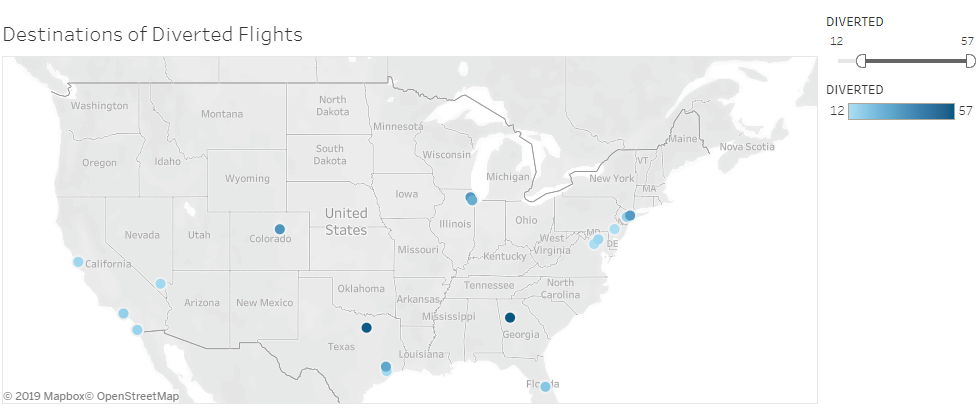 Destinations of Diverted Flights
DIVERTED
12 57
DIVERTED
12 57
Washington
Montana
North
Dakota
Minnesota
Maine
Nova Scotia
Oregon
Idaho
South
Dakota
Wisconsin
Michigan
VT
Wyoming
New York
MA
Iowa
United
States
Nevada
Utah
Colorado
Illinois
Ohio
MD
DE
West
Virginia
California
Missouri
Kentucky
Oklahoma
Tennessee
North
Carolina
Arizona
New Mexico
Arkansas
Mississippi
Georgia
Texas
Louisiana
© 2019 Mapbox© OpenStreetMap